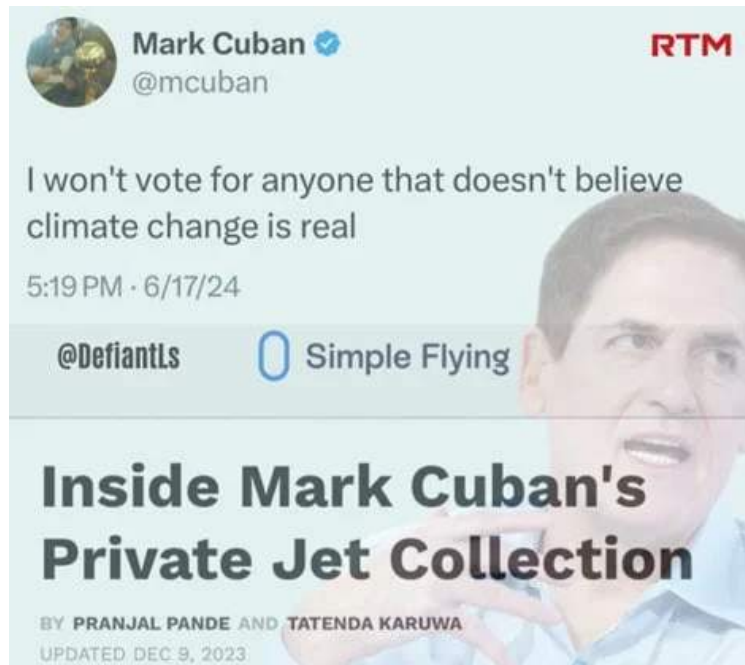 Mark Cuban
RTM
@mcuban
I won't vote for anyone that doesn't believe
climate change is real
5:19 PM · 6/17/24
@DefiantLs
Simple Flying
Inside Mark Cuban's
Private Jet Collection
BY PRANJAL PANDE AND TATENDA KARUWA
UPDATED DEC 9, 2023